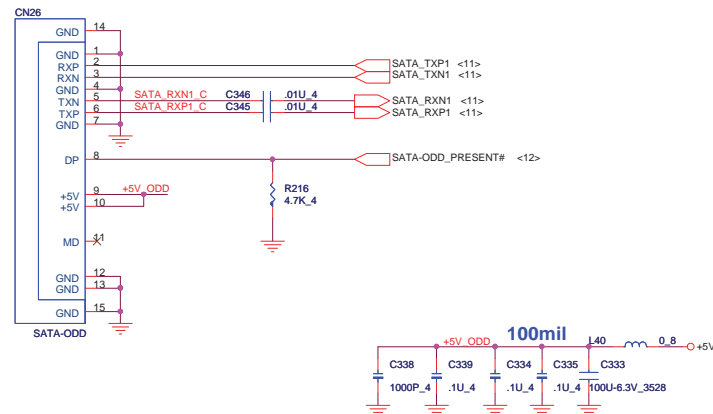 CN26
GND 14
GND 1
RXP 2 SATA_TXP1 <11>
RXN 3 SATA_TXN1 <11>
GND 4
TXN 5 SATA_RXN1_C C346 .01U_4 SATA_RXN1 <11>
TXP 6 SATA_RXP1_C C345 .01U_4 SATA_RXP1 <11>
GND 7
DP 8 SATA-ODD_PRESENT# <12>
R216
4.7K_4
+5V 9 +5V_ODD
+5V 10
MD 11
GND 12
GND 13
GND 15
SATA-ODD
100mil
+5V_ODD L40 0_8 +5V
C338 C339 C334 C335 C333
1000P_4 .1U_4 .1U_4 .1U_4 100U-6.3V_3528